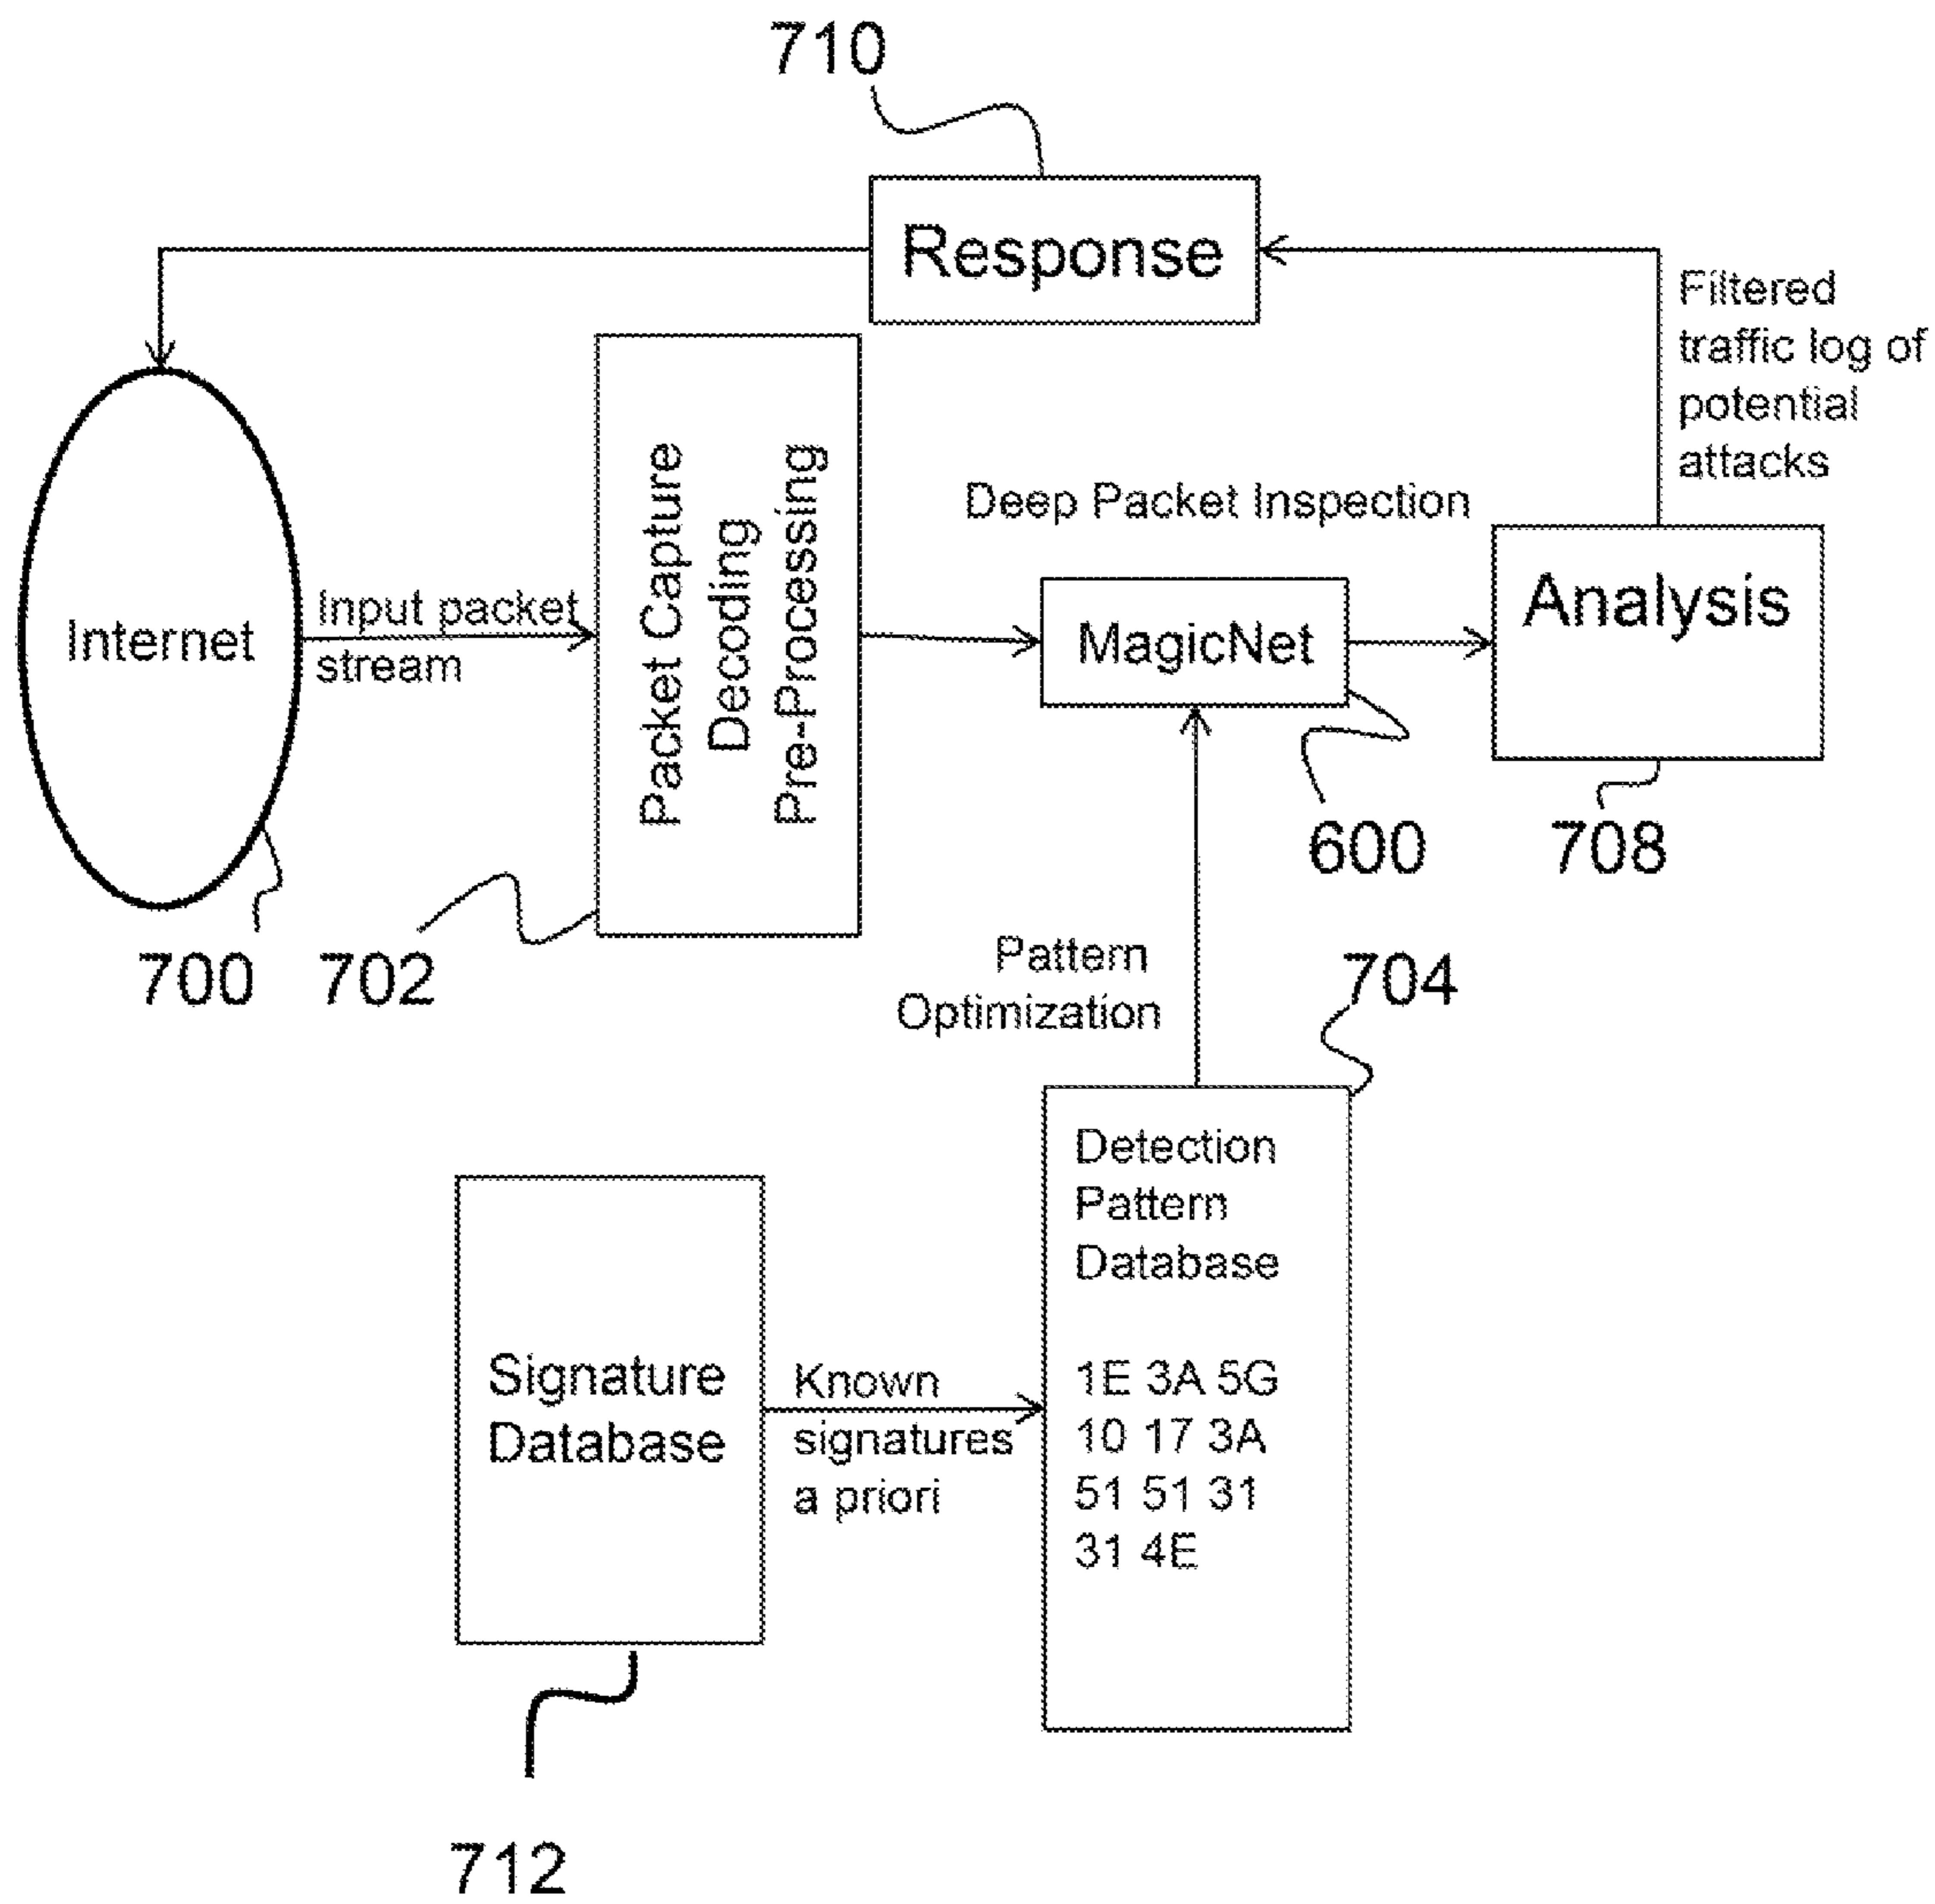 710
Response
Filtered
traffic log of
potential
attacks
Internet
Input packet
stream
Packet Capture
Decoding
Pre-Processing
Deep Packet Inspection
MagicNet
Analysis
600
708
700
702
Pattern
Optimization
704
Signature
Database
Known
signatures
a priori
Detection
Pattern
Database
1E 3A 5G
10 17 3A
51 51 31
31 4E
712